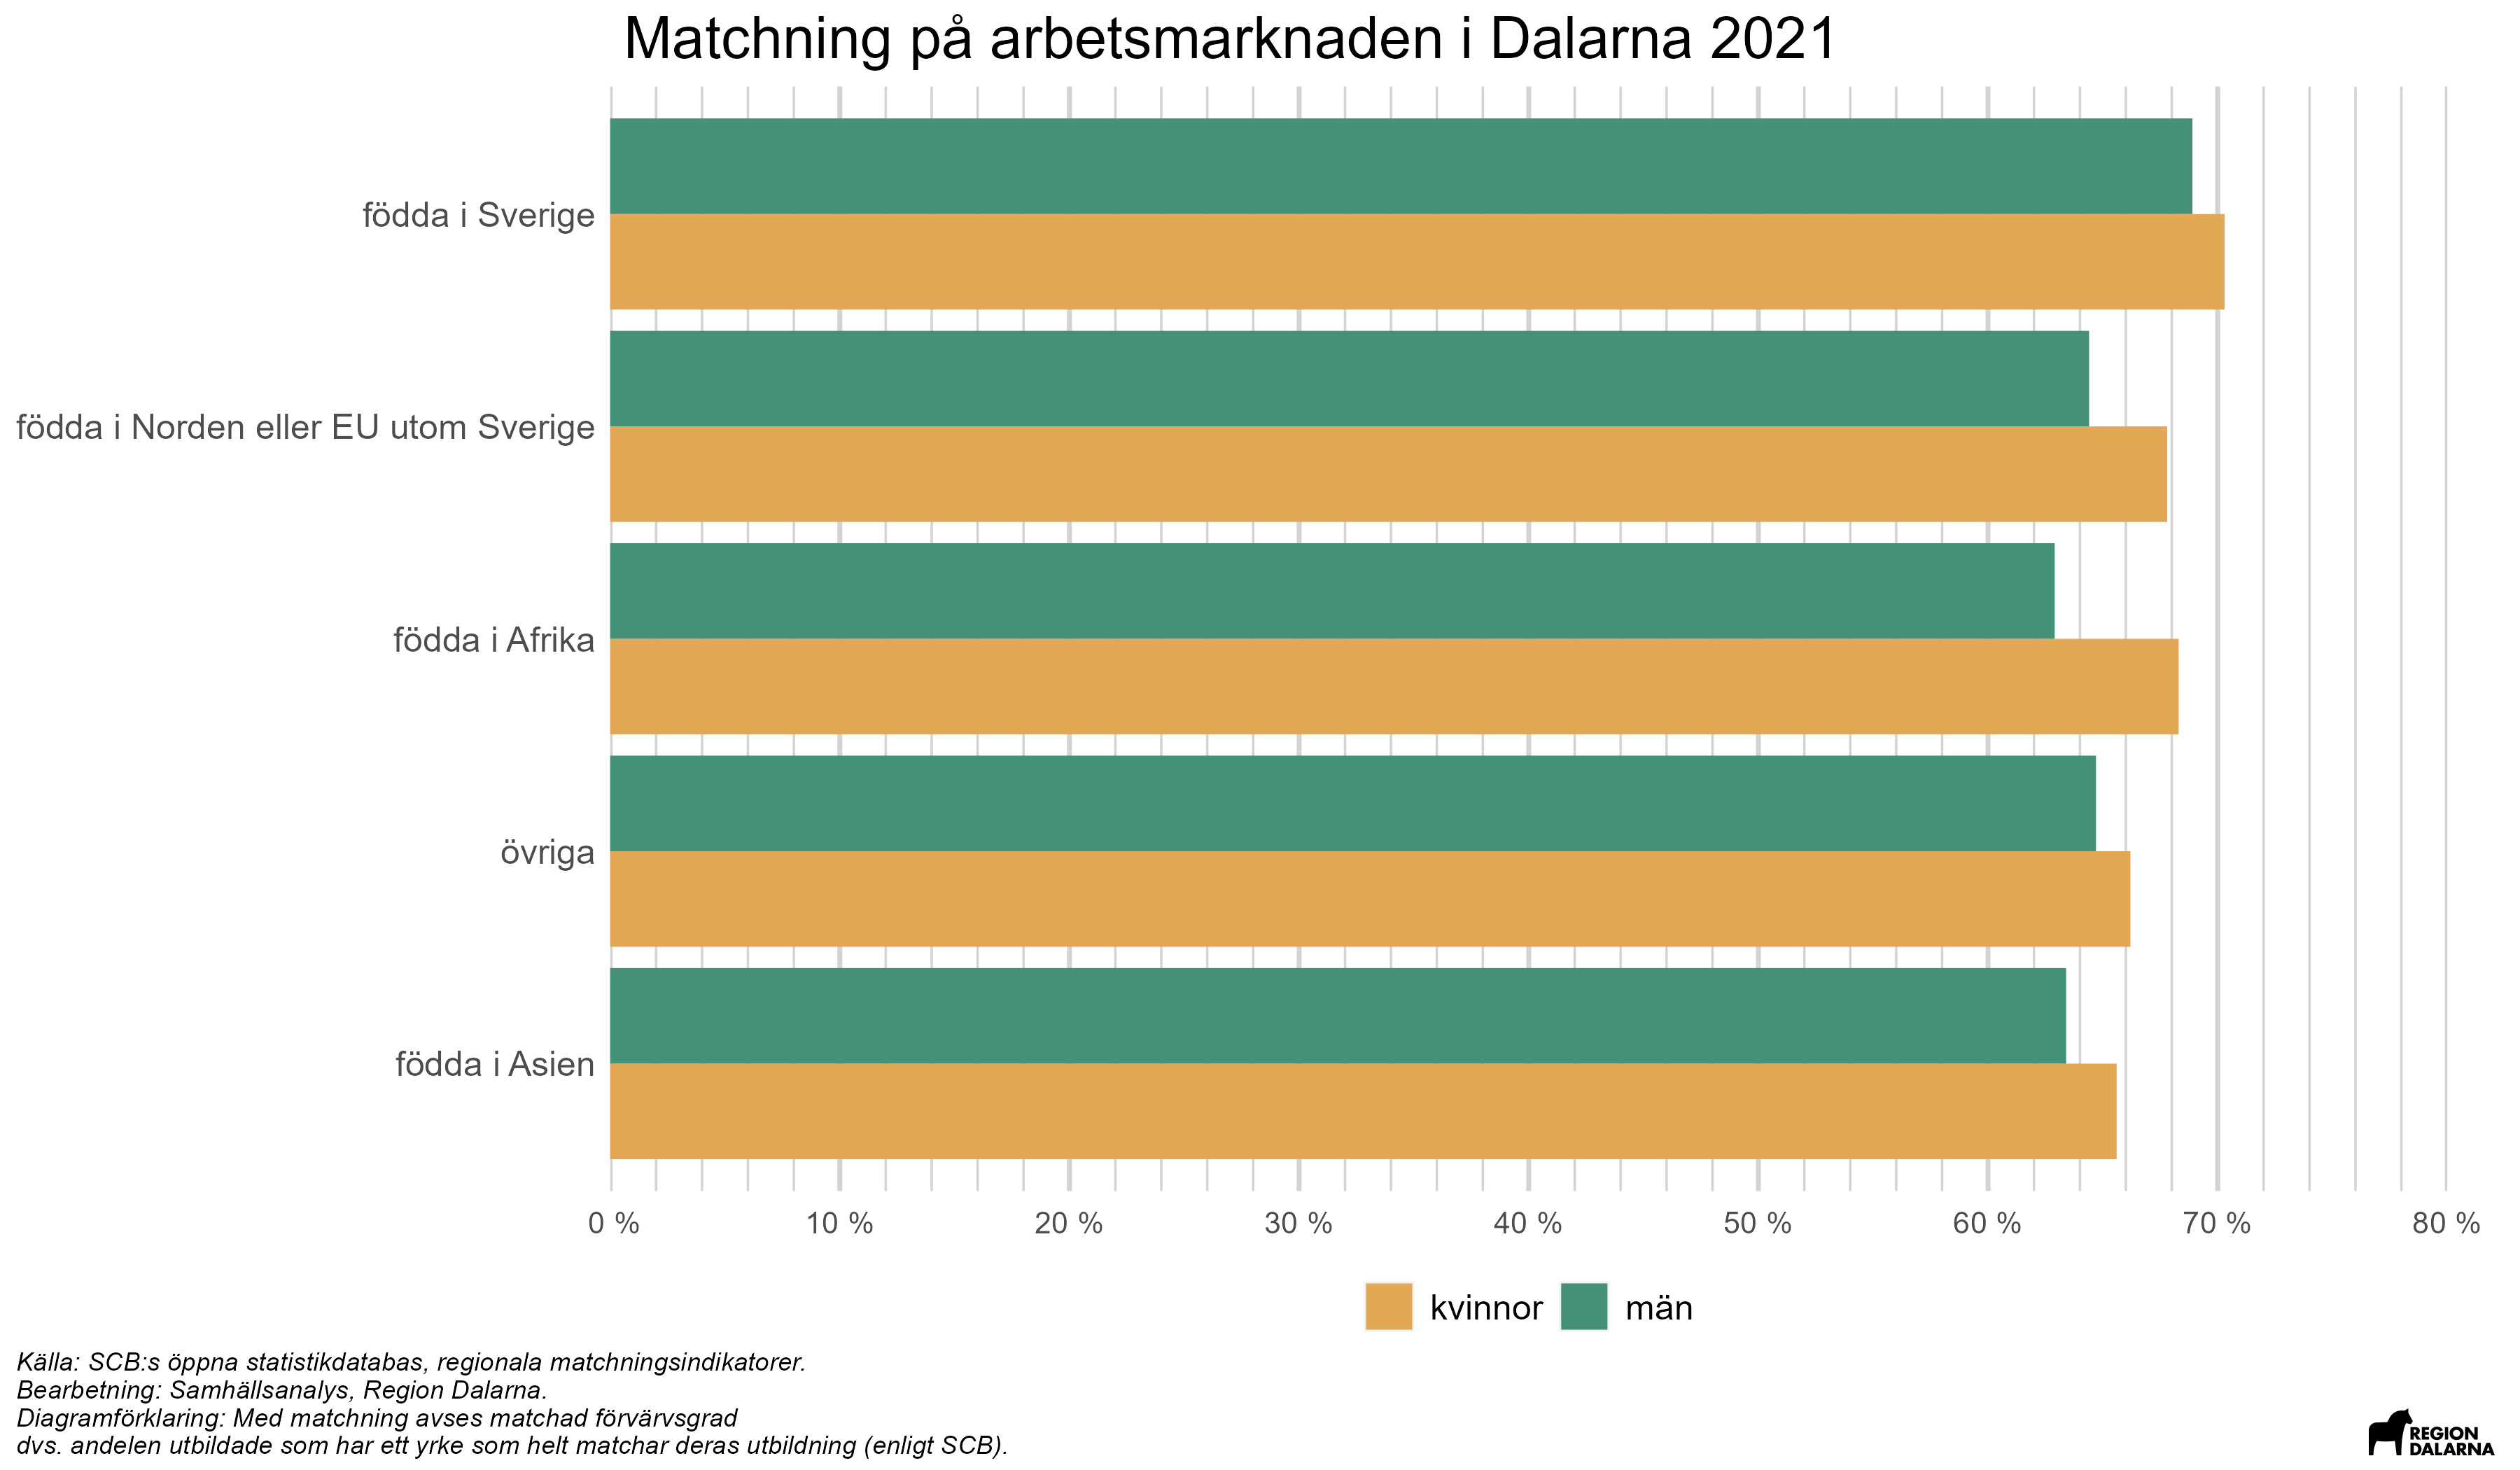 Matchning på arbetsmarknaden i Dalarna 2021
födda i Sverige
födda i Norden eller EU utom Sverige
födda i Afrika
övriga
födda i Asien
0 % 10 % 20 % 30 % 40 % 50 % 60 % 70 % 80 %
kvinnor män
Källa: SCB:s öppna statistikdatabas, regionala matchningsindikatorer.
Bearbetning: Samhällsanalys, Region Dalarna.
Diagramförklaring: Med matchning avses matchad förvärvsgrad
dvs. andelen utbildade som har ett yrke som helt matchar deras utbildning (enligt SCB).
REGION
DALARNA